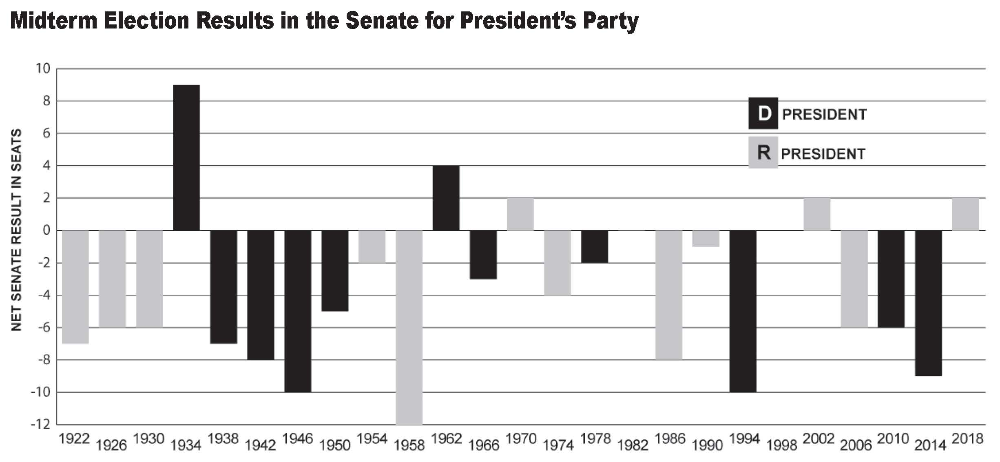 Midterm Election Results in the Senate for President’s Party
10
8
6
4
2
0
-2
-4
-6
-8
-10
-12
NET SENATE RESULT IN SEATS
D PRESIDENT
R PRESIDENT
1922 1926 1930 1934 1938 1942 1946 1950 1954 1958 1962 1966 1970 1974 1978 1982 1986 1990 1994 1998 2002 2006 2010 2014 2018